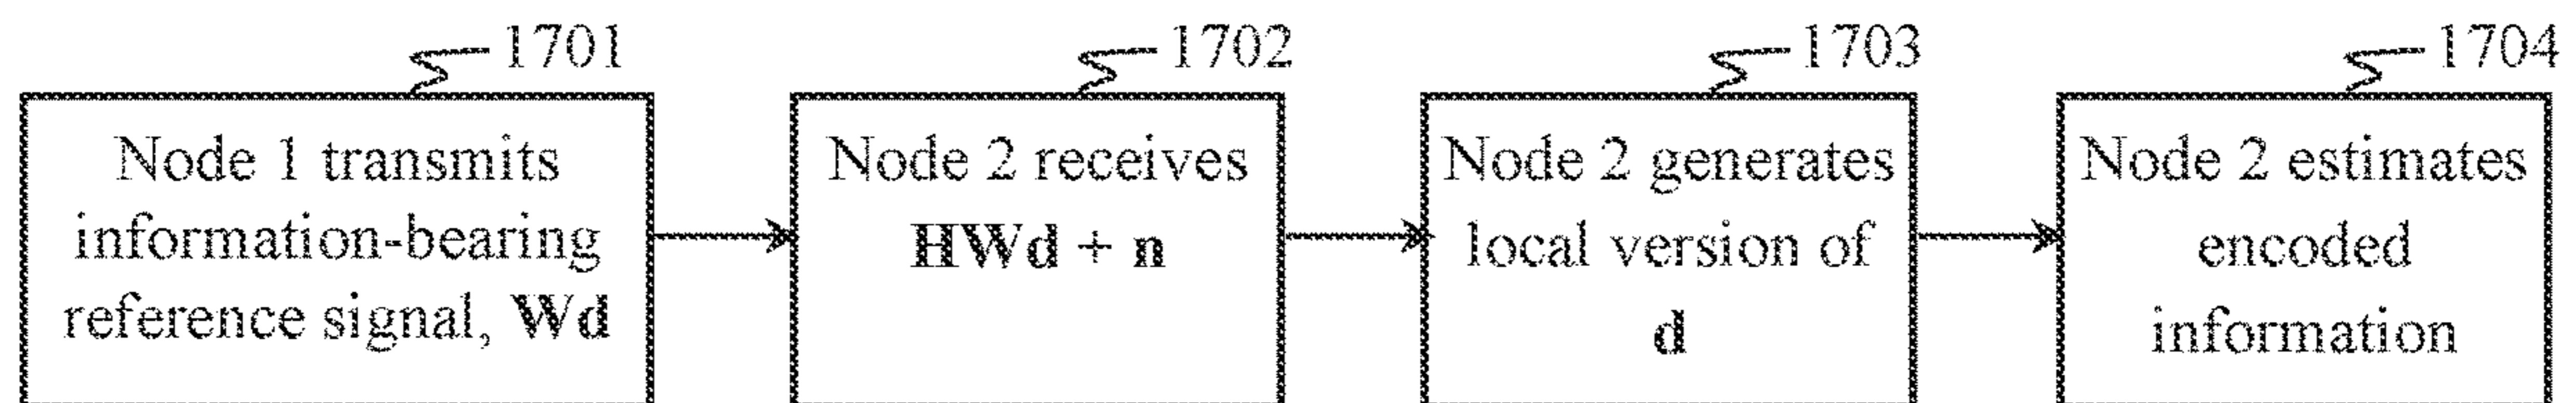 1701
Node 1 transmits
information-bearing
reference signal, Wd
1702
Node 2 receives
HWd + n
1703
Node 2 generates
local version of
d
1704
Node 2 estimates
encoded
information